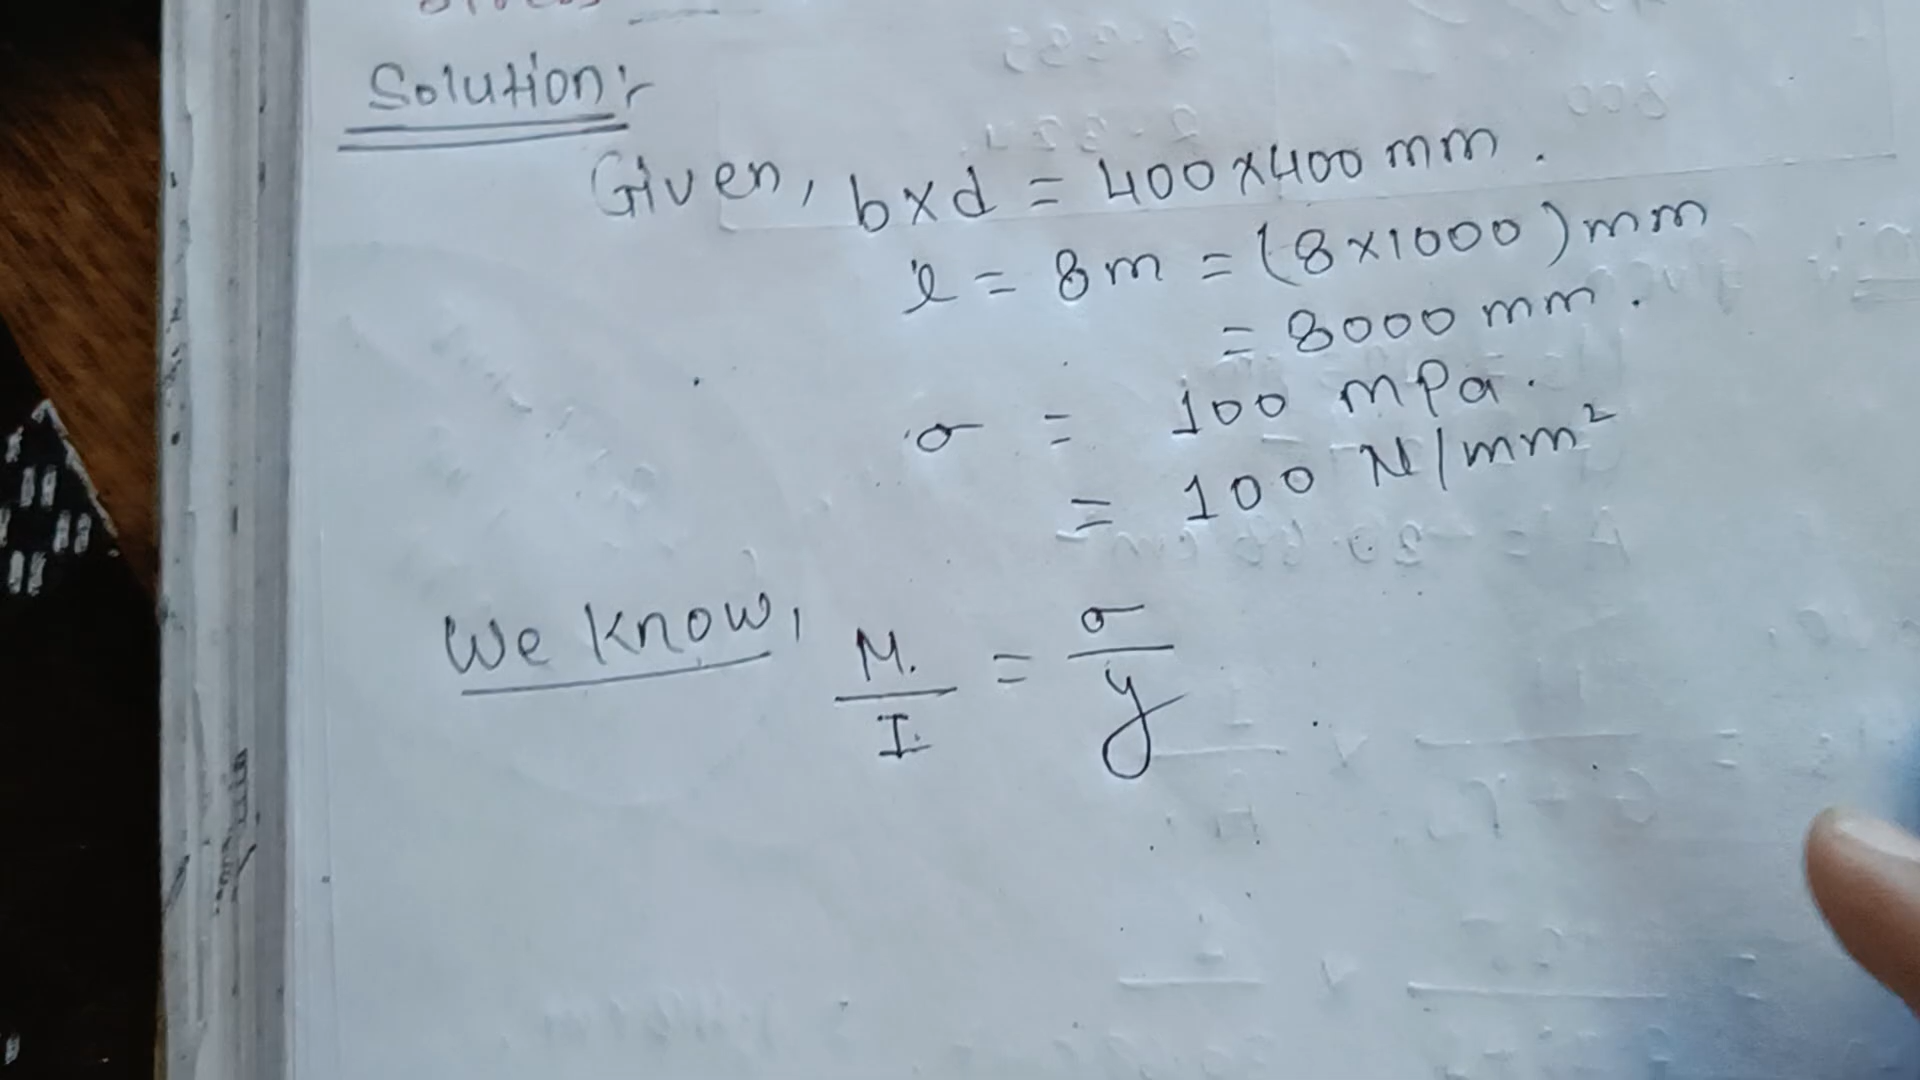 Solution:-
Given, b×d = 400×400 mm.
l = 8m = (8×1000) mm
= 8000 mm.
σ = 100 mPa.
= 100 N/mm²
We know, M/I = σ/y